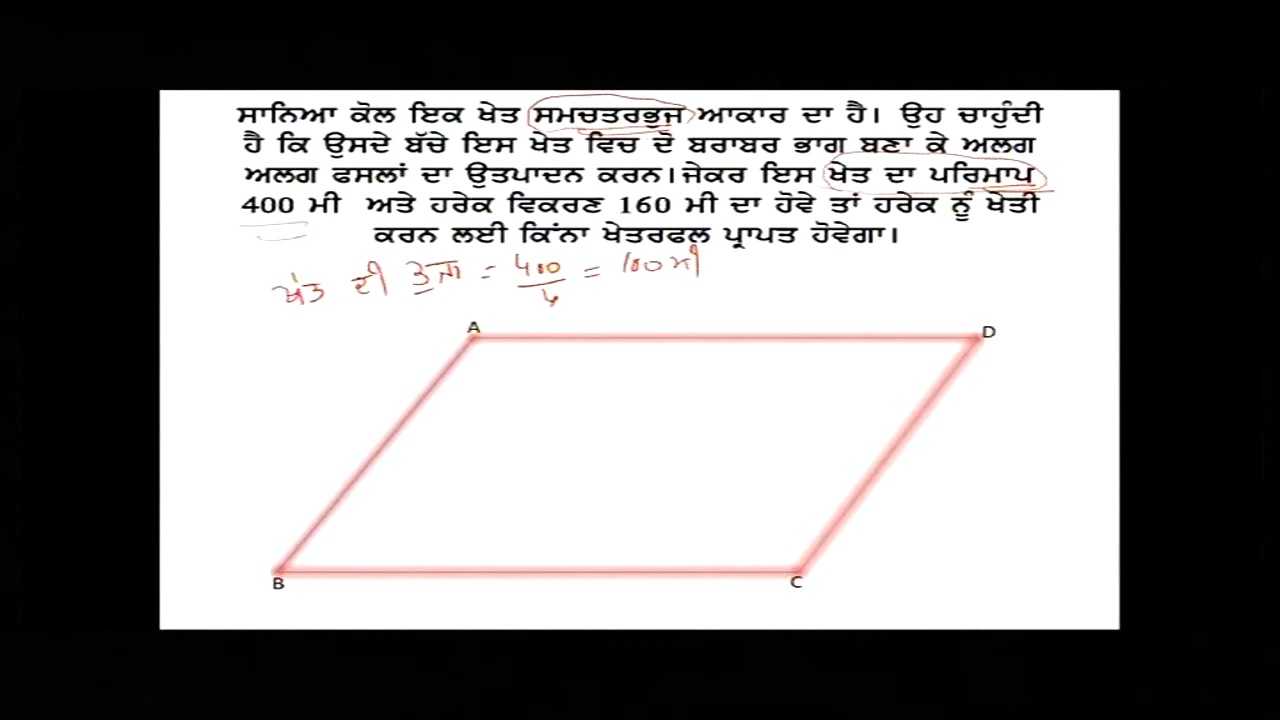 ਸਾਨਿਆ ਕੋਲ ਇਕ ਖੇਤ ਸਮਚਤਰਭੁਜ ਆਕਾਰ ਦਾ ਹੈ। ਉਹ ਚਾਹੁੰਦੀ
ਹੈ ਕਿ ਉਸਦੇ ਬੱਚੇ ਇਸ ਖੇਤ ਵਿਚ ਦੋ ਬਰਾਬਰ ਭਾਗ ਬਣਾ ਕੇ ਅਲਗ
ਅਲਗ ਫਸਲਾਂ ਦਾ ਉਤਪਾਦਨ ਕਰਨ।ਜੇਕਰ ਇਸ ਖੇਤ ਦਾ ਪਰਿਮਾਪ
400 ਮੀ ਅਤੇ ਹਰੇਕ ਵਿਕਰਣ 160 ਮੀ ਦਾ ਹੋਵੇ ਤਾਂ ਹਰੇਕ ਨੂੰ ਖੇਤੀ
ਕਰਨ ਲਈ ਕਿੰਨਾ ਖੇਤਰਫਲ ਪ੍ਰਾਪਤ ਹੋਵੇਗਾ।
ਖੇਤ ਦੀ ਭੁਜਾ = 400/4 = 100 ਮੀ
A D
B C